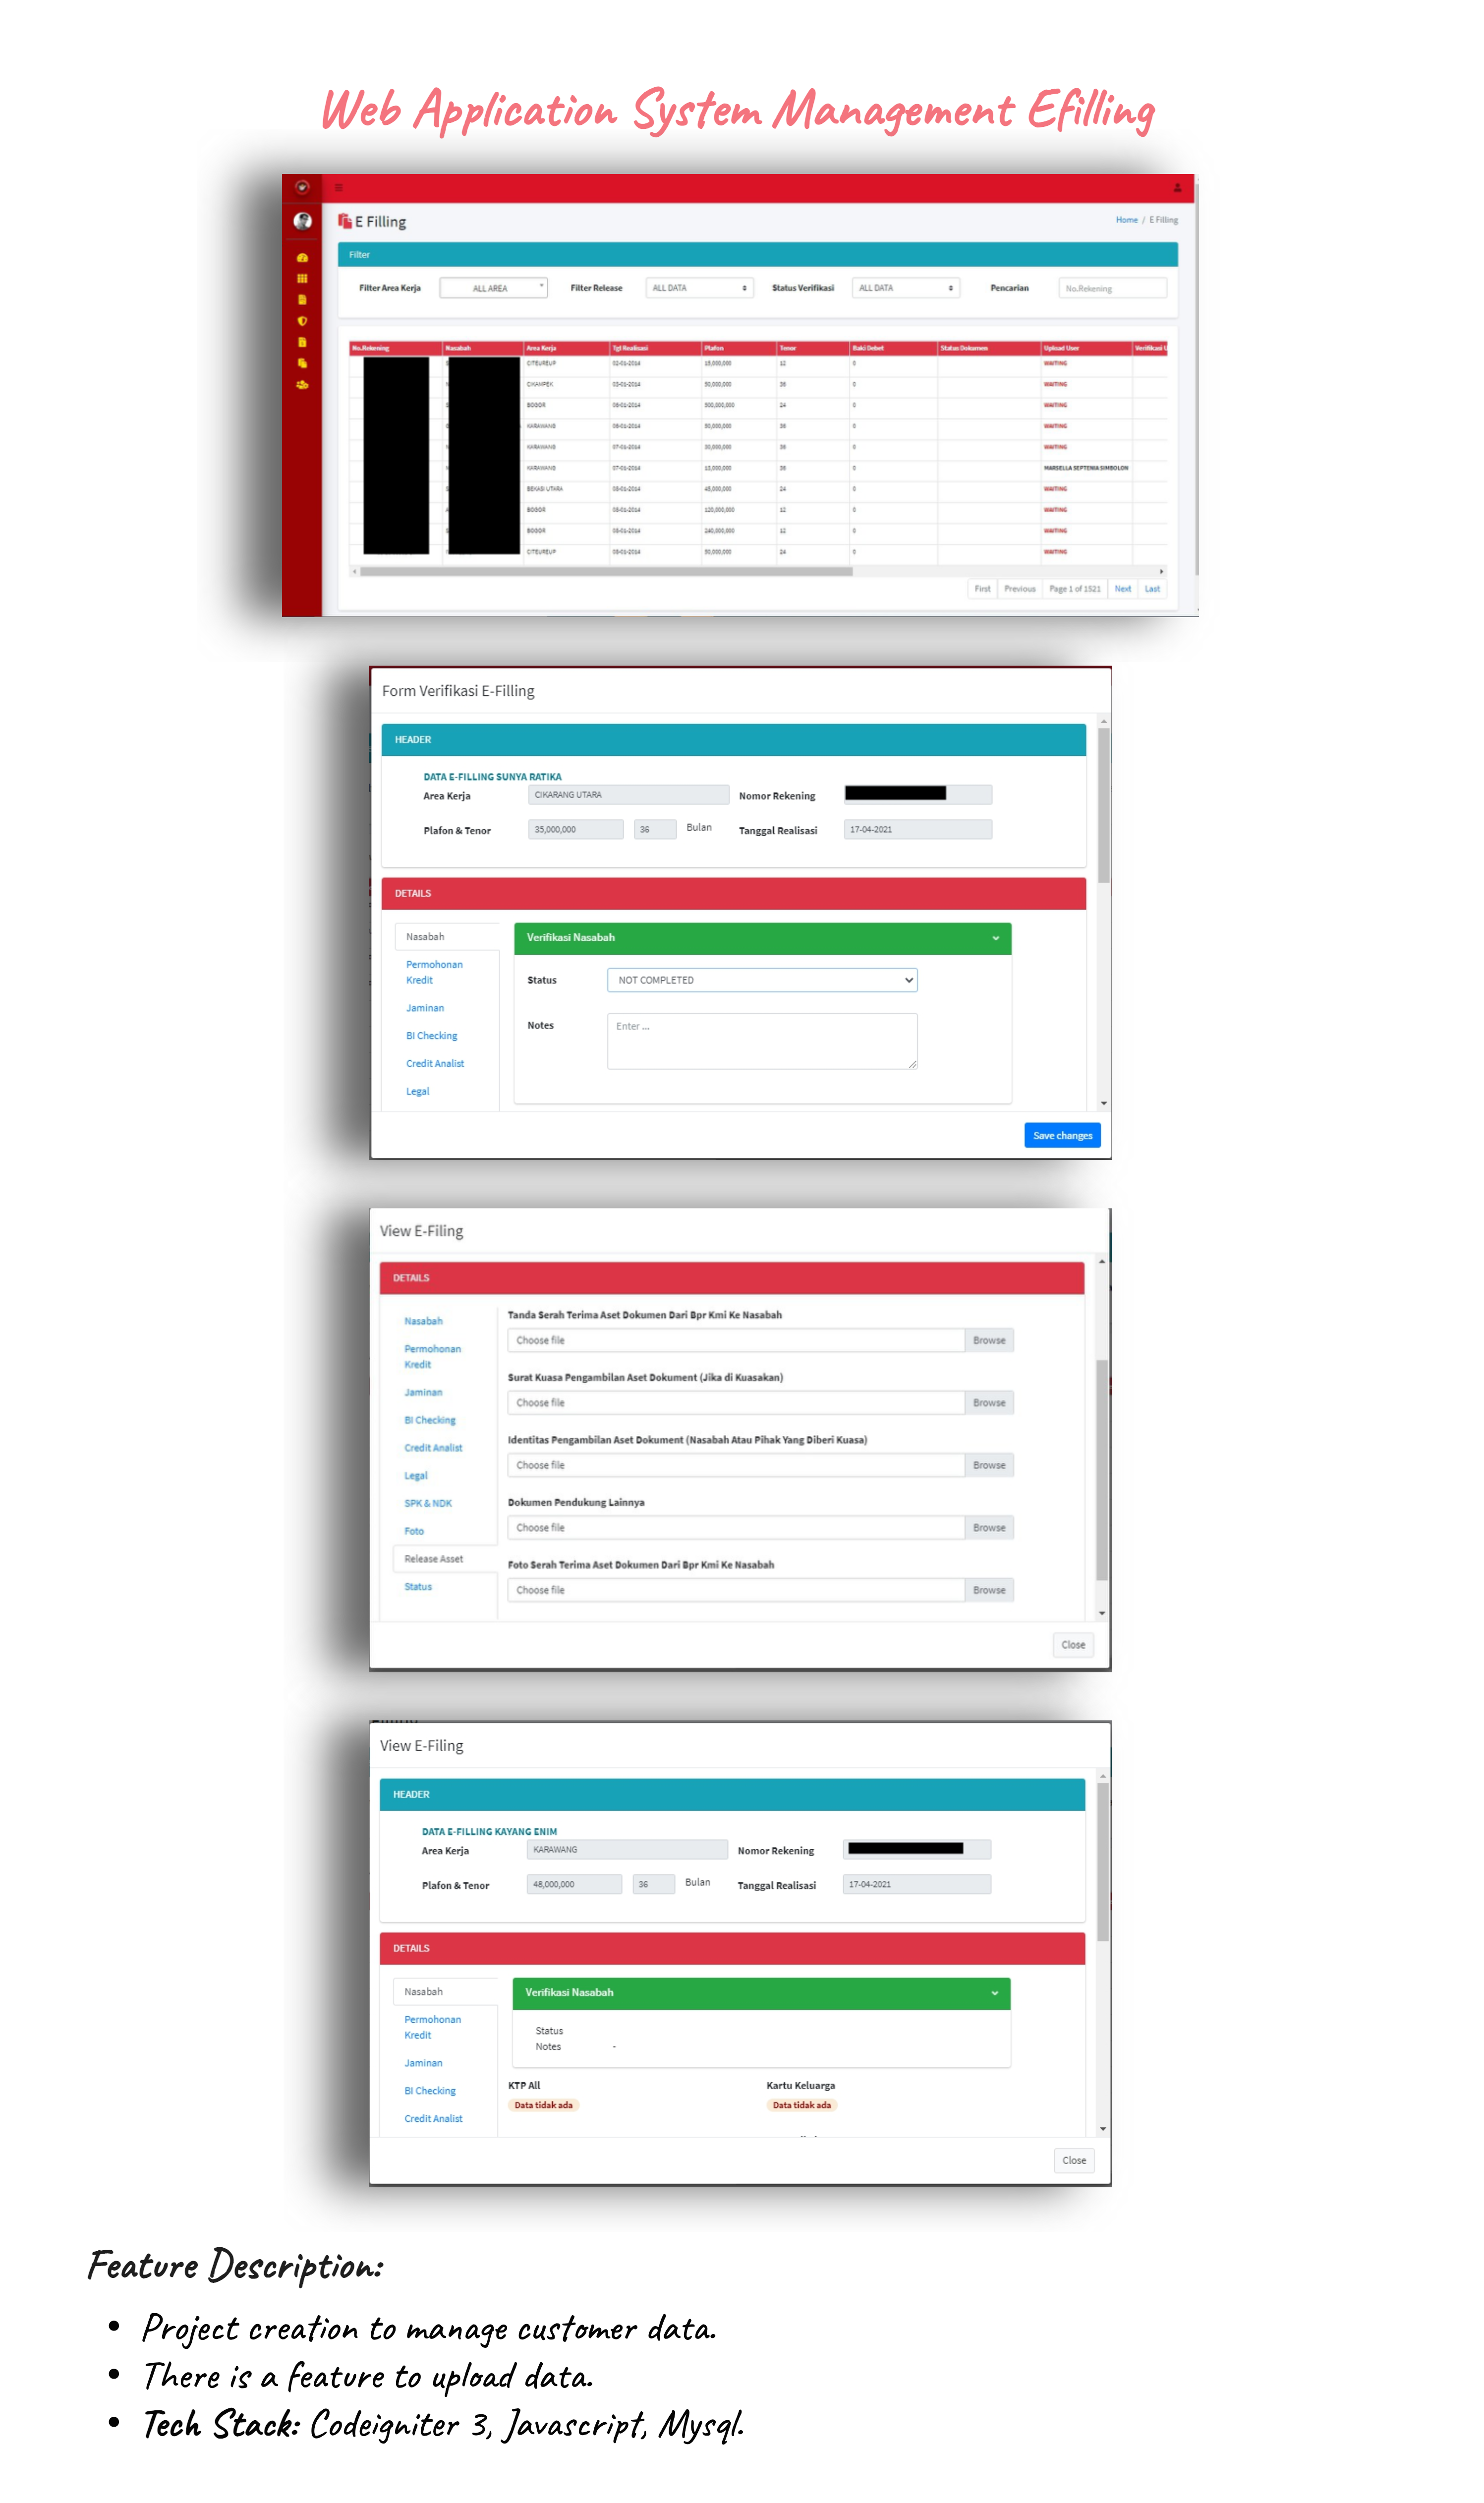 Web Application System Management Efilling
E Filling
Home / E Filling
Filter
Filter Area Kerja ALL AREA Filter Release ALL DATA Status Verifikasi ALL DATA Pencarian No.Rekening
No.Rekening Nasabah Area Kerja Tgl Realisasi Plafon Tenor Baki Debet Status Dokumen Upload User Verifikasi
CITEUREUP 02-01-2014 15,000,000 12 0 WAITING
CIKAMPEK 03-01-2014 50,000,000 36 0 WAITING
BOGOR 06-01-2014 500,000,000 24 0 WAITING
KARAWANG 06-01-2014 50,000,000 36 0 WAITING
KARAWANG 07-01-2014 30,000,000 36 0 WAITING
KARAWANG 07-01-2014 13,000,000 36 0 MARSELLA SEPTENIA SIMBOLON
BEKASI UTARA 08-01-2014 45,000,000 24 0 WAITING
BOGOR 08-01-2014 120,000,000 12 0 WAITING
BOGOR 08-01-2014 240,000,000 12 0 WAITING
CITEUREUP 08-01-2014 50,000,000 24 0 WAITING
First Previous Page 1 of 1521 Next Last
Form Verifikasi E-Filling
HEADER
DATA E-FILLING SUNYA RATIKA
Area Kerja CIKARANG UTARA Nomor Rekening
Plafon & Tenor 35,000,000 36 Bulan Tanggal Realisasi 17-04-2021
DETAILS
Nasabah
Permohonan
Kredit
Jaminan
BI Checking
Credit Analist
Legal
Verifikasi Nasabah
Status NOT COMPLETED
Notes Enter ...
Save changes
View E-Filing
DETAILS
Nasabah
Permohonan
Kredit
Jaminan
BI Checking
Credit Analist
Legal
SPK & NDK
Foto
Release Asset
Status
Tanda Serah Terima Aset Dokumen Dari Bpr Kmi Ke Nasabah
Choose file Browse
Surat Kuasa Pengambilan Aset Dokument (Jika di Kuasakan)
Choose file Browse
Identitas Pengambilan Aset Dokument (Nasabah Atau Pihak Yang Diberi Kuasa)
Choose file Browse
Dokumen Pendukung Lainnya
Choose file Browse
Foto Serah Terima Aset Dokumen Dari Bpr Kmi Ke Nasabah
Choose file Browse
Close
View E-Filing
HEADER
DATA E-FILLING KAYANG ENIM
Area Kerja KARAWANG Nomor Rekening
Plafon & Tenor 48,000,000 36 Bulan Tanggal Realisasi 17-04-2021
DETAILS
Nasabah
Permohonan
Kredit
Jaminan
BI Checking
Credit Analist
Verifikasi Nasabah
Status
Notes -
KTP All Kartu Keluarga
Data tidak ada Data tidak ada
Close
Feature Description:
• Project creation to manage customer data.
• There is a feature to upload data.
• Tech Stack: Codeigniter 3, Javascript, Mysql.